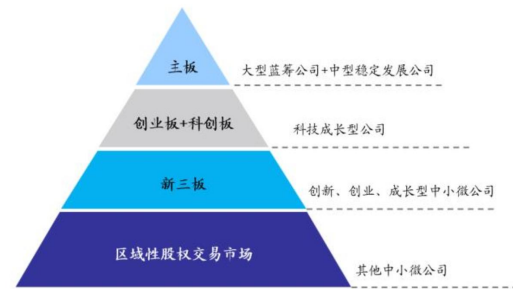 主板
大型蓝筹公司+中型稳定发展公司
创业板+科创板
科技成长型公司
新三板
创新、创业、成长型中小微公司
区域性股权交易市场
其他中小微公司